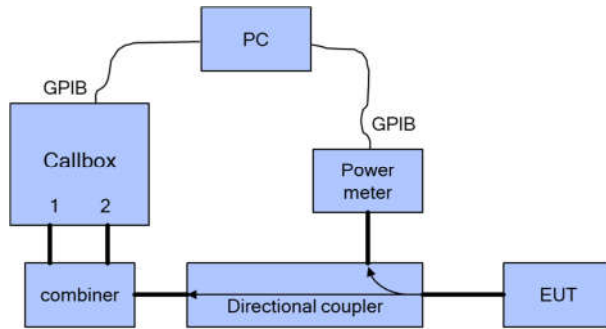 PC
GPIB
GPIB
Callbox
1 2
Power
meter
combiner
Directional coupler
EUT